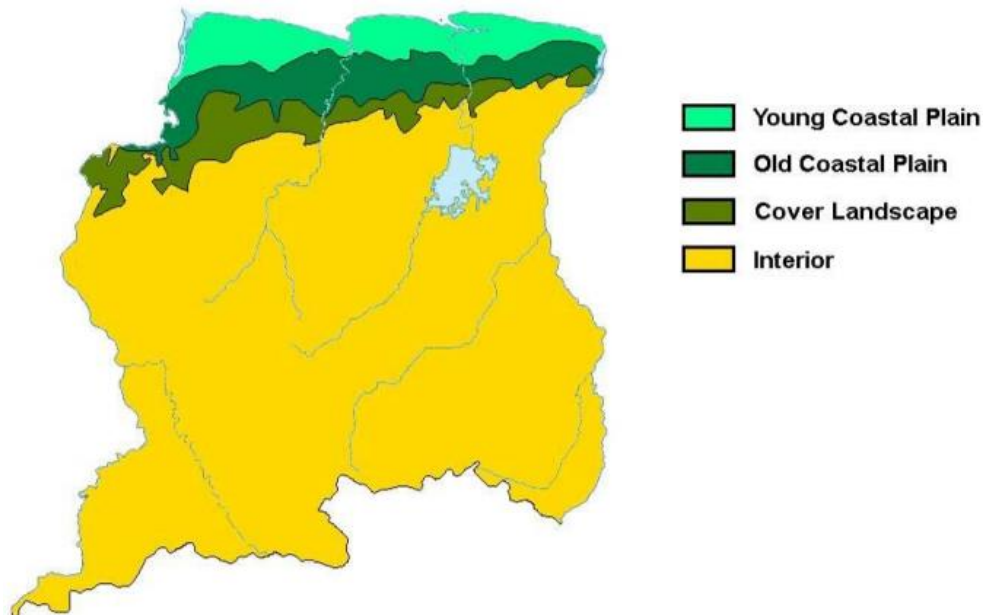 Young Coastal Plain
Old Coastal Plain
Cover Landscape
Interior